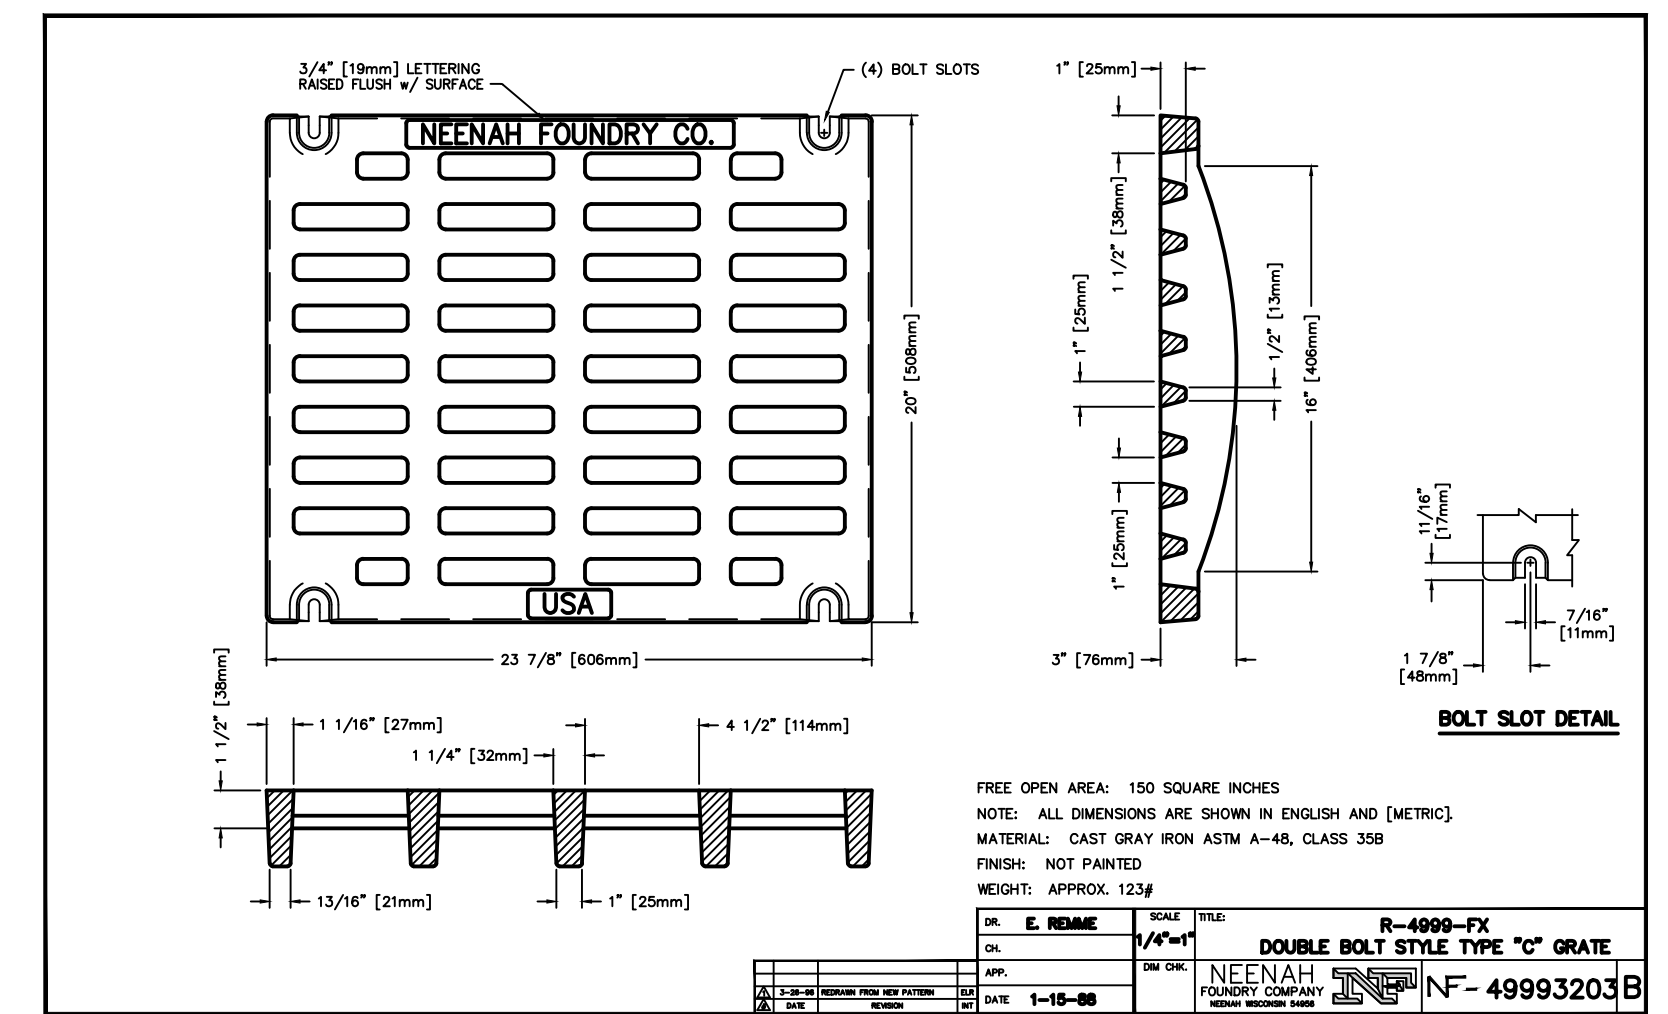 3/4" [19mm] LETTERING
RAISED FLUSH w/ SURFACE
(4) BOLT SLOTS
NEENAH FOUNDRY CO.
USA
20" [508mm]
23 7/8" [606mm]
1" [25mm]
1 1/2" [38mm]
1" [25mm]
1/2" [13mm]
16" [406mm]
1" [25mm]
3" [76mm]
11/16"
[17mm]
7/16"
[11mm]
1 7/8"
[48mm]
BOLT SLOT DETAIL
1 1/2" [38mm]
1 1/16" [27mm]
4 1/2" [114mm]
1 1/4" [32mm]
13/16" [21mm]
1" [25mm]
FREE OPEN AREA: 150 SQUARE INCHES
NOTE: ALL DIMENSIONS ARE SHOWN IN ENGLISH AND [METRIC].
MATERIAL: CAST GRAY IRON ASTM A-48, CLASS 35B
FINISH: NOT PAINTED
WEIGHT: APPROX. 123#
DR. E. REMME
CH.
APP.
DATE 1-15-88
SCALE
1/4"=1"
DIM CHK.
TITLE:
R-4999-FX
DOUBLE BOLT STYLE TYPE "C" GRATE
NEENAH
FOUNDRY COMPANY
NEENAH WISCONSIN 54956
NF
NF-49993203 B
3-26-96 REDRAWN FROM NEW PATTERN ELR
DATE REVISION INT